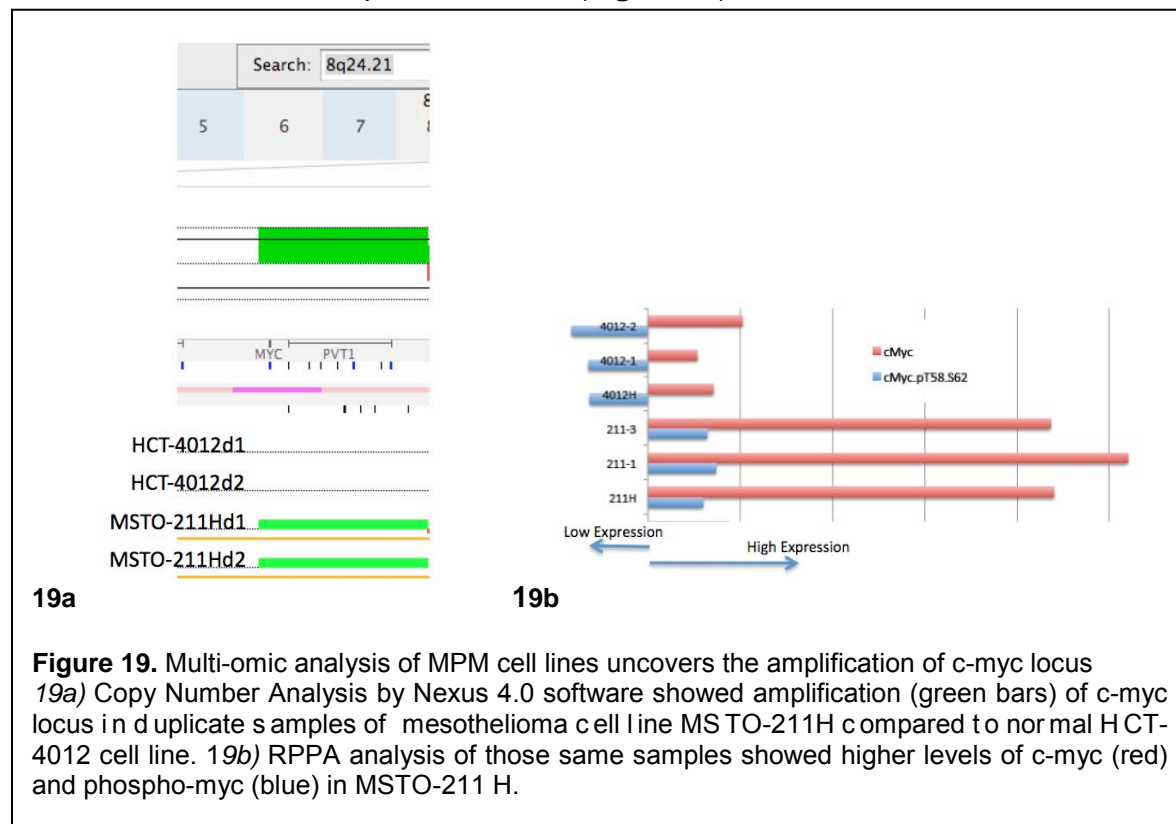 Search: 8q24.21
8
5 6 7 8
MYC PVT1
HCT-4012d1
HCT-4012d2
MSTO-211Hd1
MSTO-211Hd2
19a
4012-2
4012-1
4012H
211-3
211-1
211H
cMyc
cMyc.pT58.S62
Low Expression
High Expression
19b
Figure 19. Multi-omic analysis of MPM cell lines uncovers the amplification of c-myc locus
19a) Copy Number Analysis by Nexus 4.0 software showed amplification (green bars) of c-myc
locus i n d uplicate s amples of mesothelioma c ell l ine MS TO-211H c ompared t o nor mal H CT-
4012 cell line. 19b) RPPA analysis of those same samples showed higher levels of c-myc (red)
and phospho-myc (blue) in MSTO-211 H.